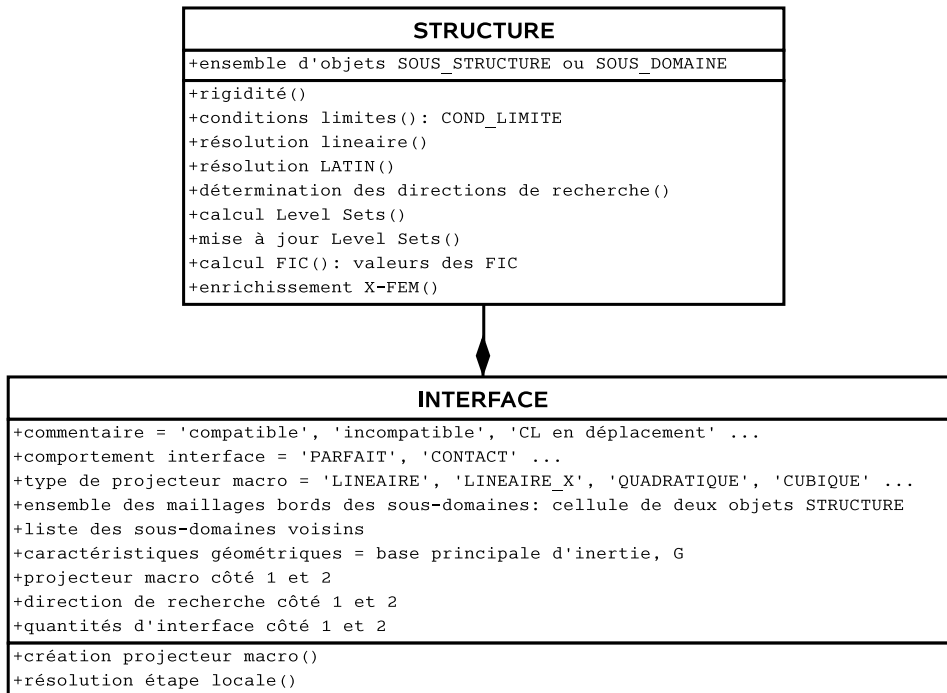 STRUCTURE
+ensemble d'objets SOUS_STRUCTURE ou SOUS_DOMAINE
+rigidité()
+conditions limites(): COND_LIMITE
+résolution lineaire()
+résolution LATIN()
+détermination des directions de recherche()
+calcul Level Sets()
+mise à jour Level Sets()
+calcul FIC(): valeurs des FIC
+enrichissement X-FEM()
INTERFACE
+commentaire = 'compatible', 'incompatible', 'CL en déplacement' ...
+comportement interface = 'PARFAIT', 'CONTACT' ...
+type de projecteur macro = 'LINEAIRE', 'LINEAIRE_X', 'QUADRATIQUE', 'CUBIQUE' ...
+ensemble des maillages bords des sous-domaines: cellule de deux objets STRUCTURE
+liste des sous-domaines voisins
+caractéristiques géométriques = base principale d'inertie, G
+projecteur macro côté 1 et 2
+direction de recherche côté 1 et 2
+quantités d'interface côté 1 et 2
+création projecteur macro()
+résolution étape locale()